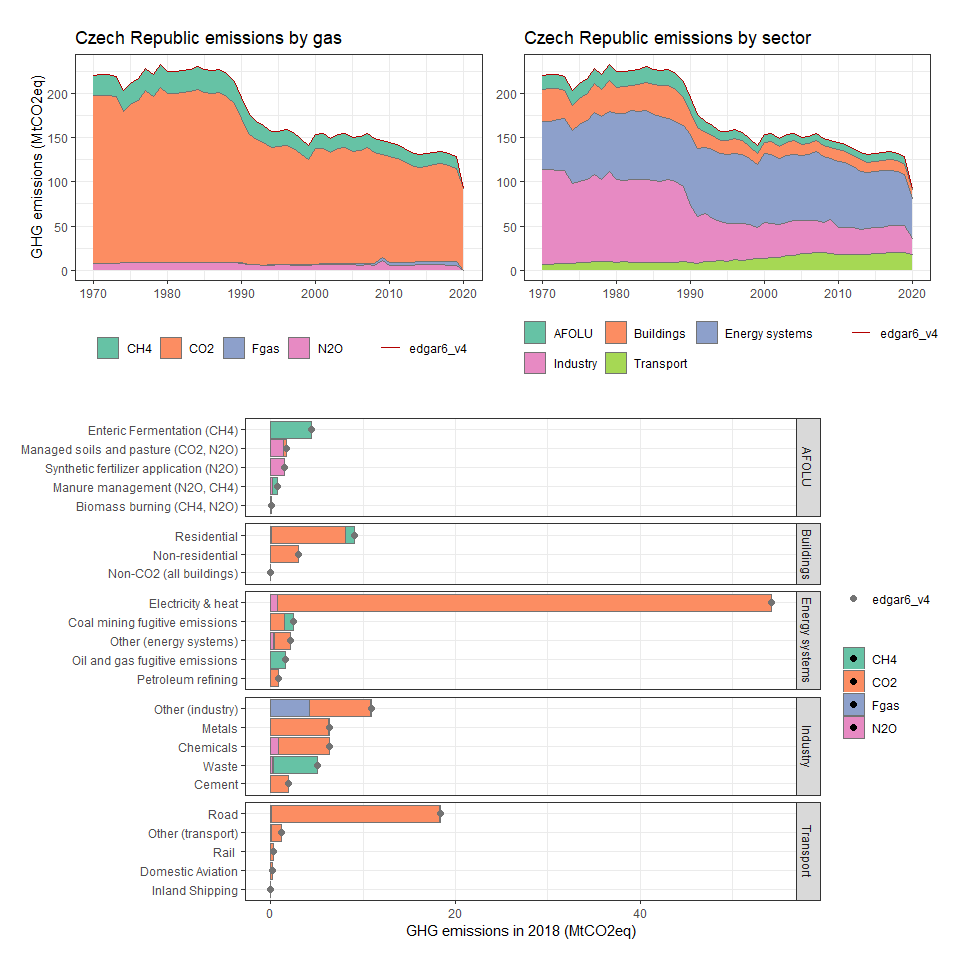 Czech Republic emissions by gas
GHG emissions (MtCO2eq)
200
150
100
50
0
1970 1980 1990 2000 2010 2020
CH4 CO2 Fgas N2O edgar6_v4
Czech Republic emissions by sector
200
150
100
50
0
1970 1980 1990 2000 2010 2020
AFOLU Buildings Energy systems edgar6_v4
Industry Transport
Enteric Fermentation (CH4)
Managed soils and pasture (CO2, N2O)
Synthetic fertilizer application (N2O)
Manure management (N2O, CH4)
Biomass burning (CH4, N2O)
AFOLU
Residential
Non-residential
Non-CO2 (all buildings)
Buildings
Electricity & heat
Coal mining fugitive emissions
Other (energy systems)
Oil and gas fugitive emissions
Petroleum refining
Energy systems
Other (industry)
Metals
Chemicals
Waste
Cement
Industry
Road
Other (transport)
Rail
Domestic Aviation
Inland Shipping
Transport
0 20 40
GHG emissions in 2018 (MtCO2eq)
edgar6_v4
CH4
CO2
Fgas
N2O